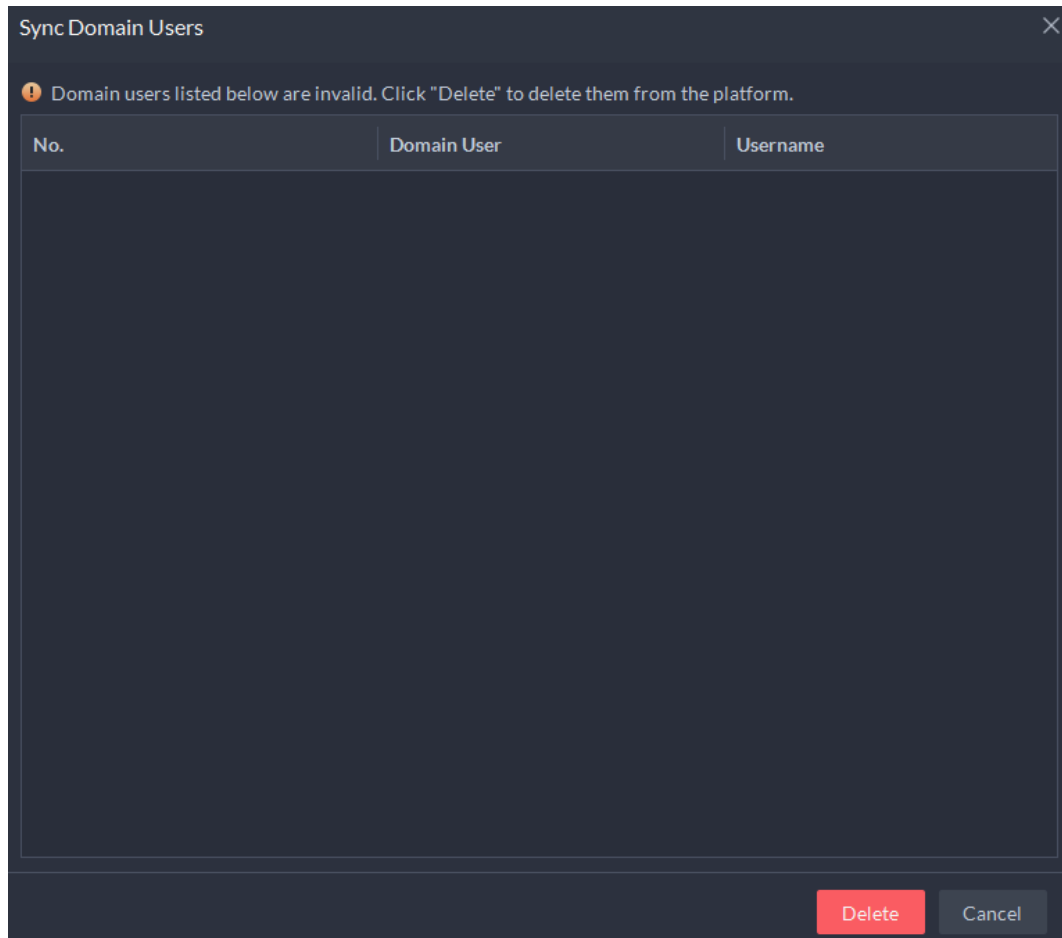 Sync Domain Users
Domain users listed below are invalid. Click "Delete" to delete them from the platform.
No. Domain User Username
Delete Cancel